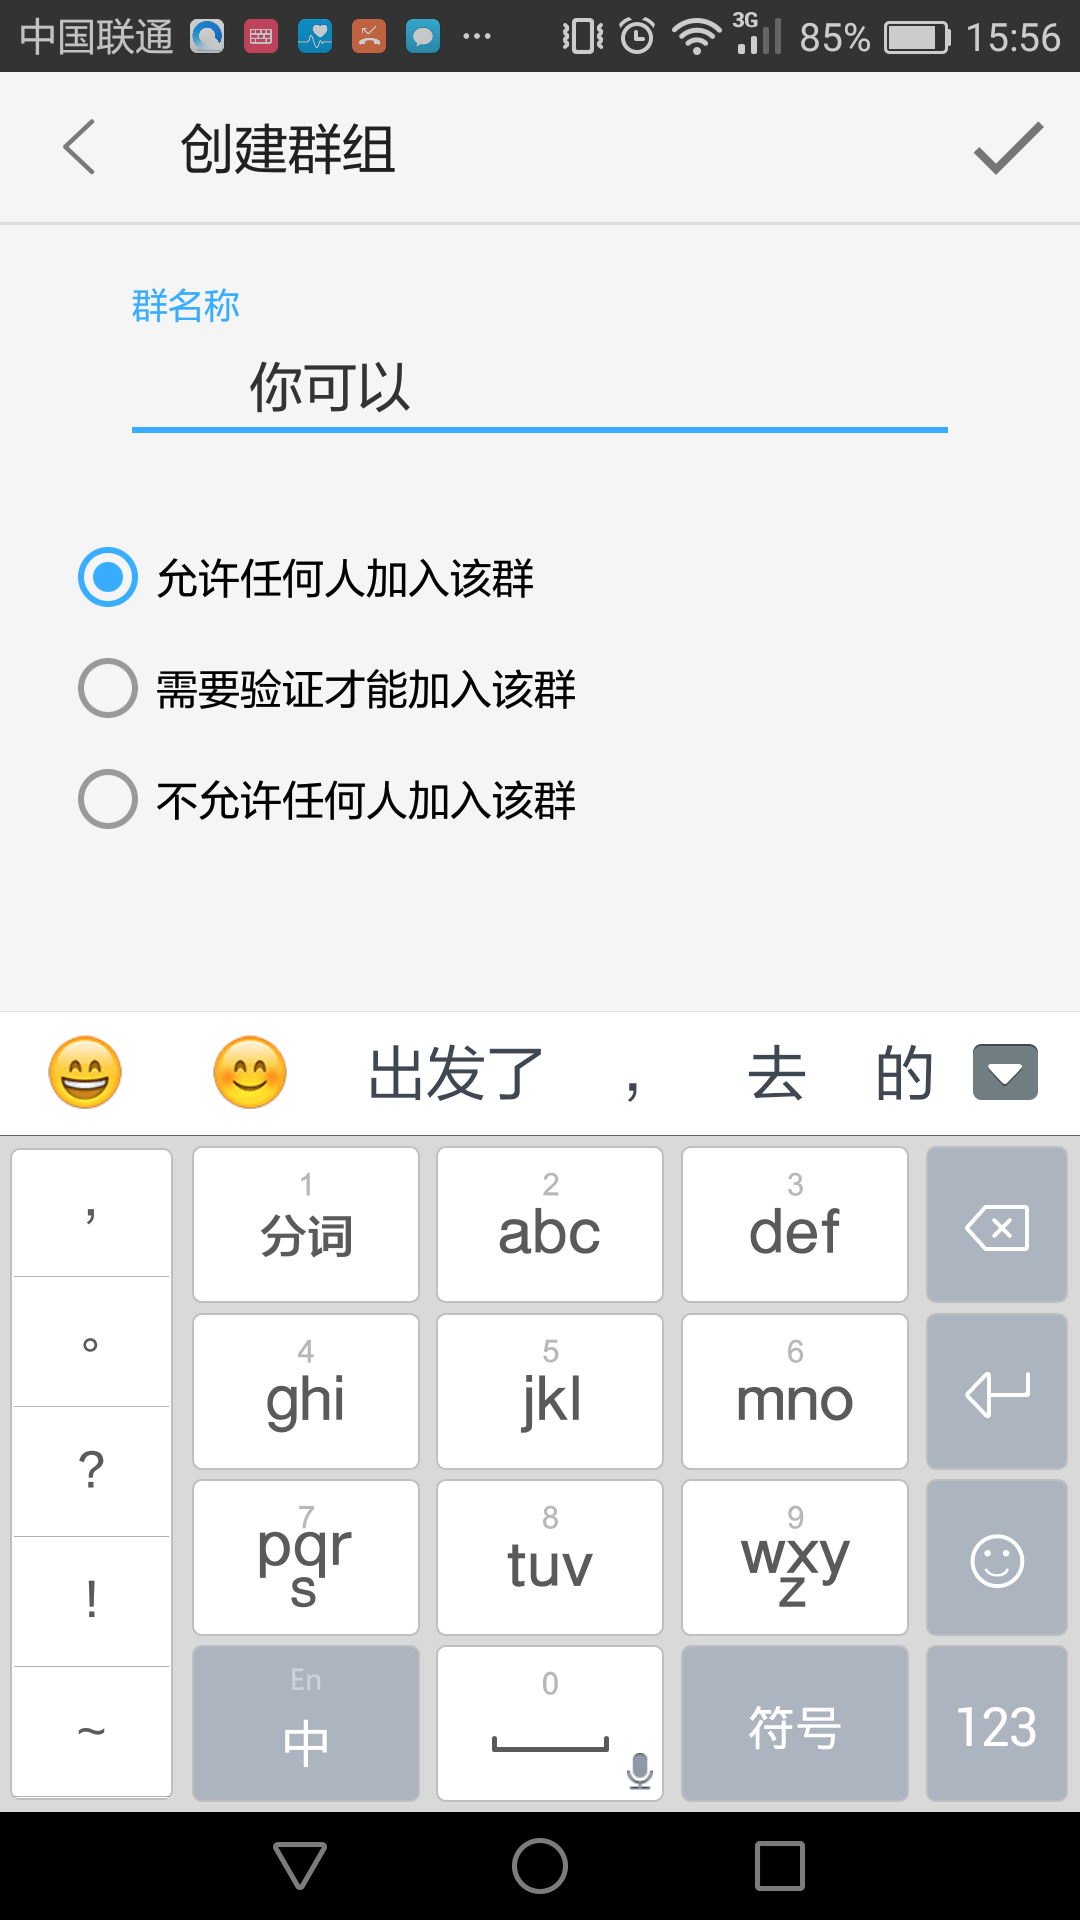 中国联通 3G 85% 15:56
创建群组
群名称
你可以
允许任何人加入该群
需要验证才能加入该群
不允许任何人加入该群
出发了 ， 去 的
， 1 分词 2 abc 3 def
。 4 ghi 5 jkl 6 mno
? 7 pqrs 8 tuv 9 wxyz
! En 中 0 符号 123
~